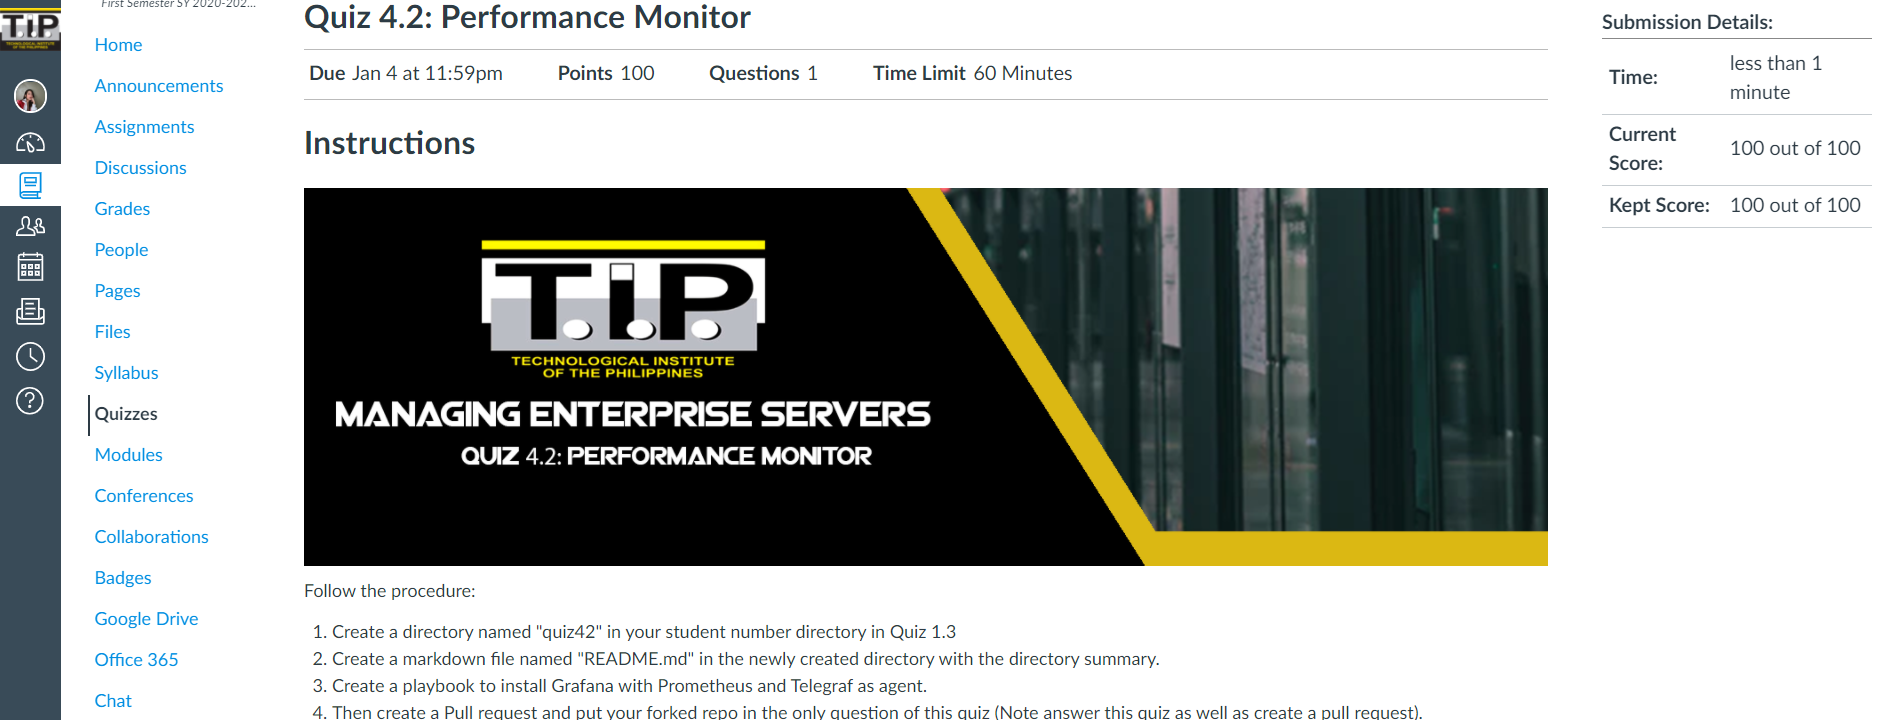 First Semester SY 2020-202...
T.I.P.
TECHNOLOGICAL INSTITUTE
OF THE PHILIPPINES
Home
Announcements
Assignments
Discussions
Grades
People
Pages
Files
Syllabus
Quizzes
Modules
Conferences
Collaborations
Badges
Google Drive
Office 365
Chat
Quiz 4.2: Performance Monitor
Due Jan 4 at 11:59pm Points 100 Questions 1 Time Limit 60 Minutes
Instructions
T.I.P.
TECHNOLOGICAL INSTITUTE
OF THE PHILIPPINES
MANAGING ENTERPRISE SERVERS
QUIZ 4.2: PERFORMANCE MONITOR
Follow the procedure:
1. Create a directory named "quiz42" in your student number directory in Quiz 1.3
2. Create a markdown file named "README.md" in the newly created directory with the directory summary.
3. Create a playbook to install Grafana with Prometheus and Telegraf as agent.
4. Then create a Pull request and put your forked repo in the only question of this quiz (Note answer this quiz as well as create a pull request).
Submission Details:
Time: less than 1
minute
Current
Score: 100 out of 100
Kept Score: 100 out of 100